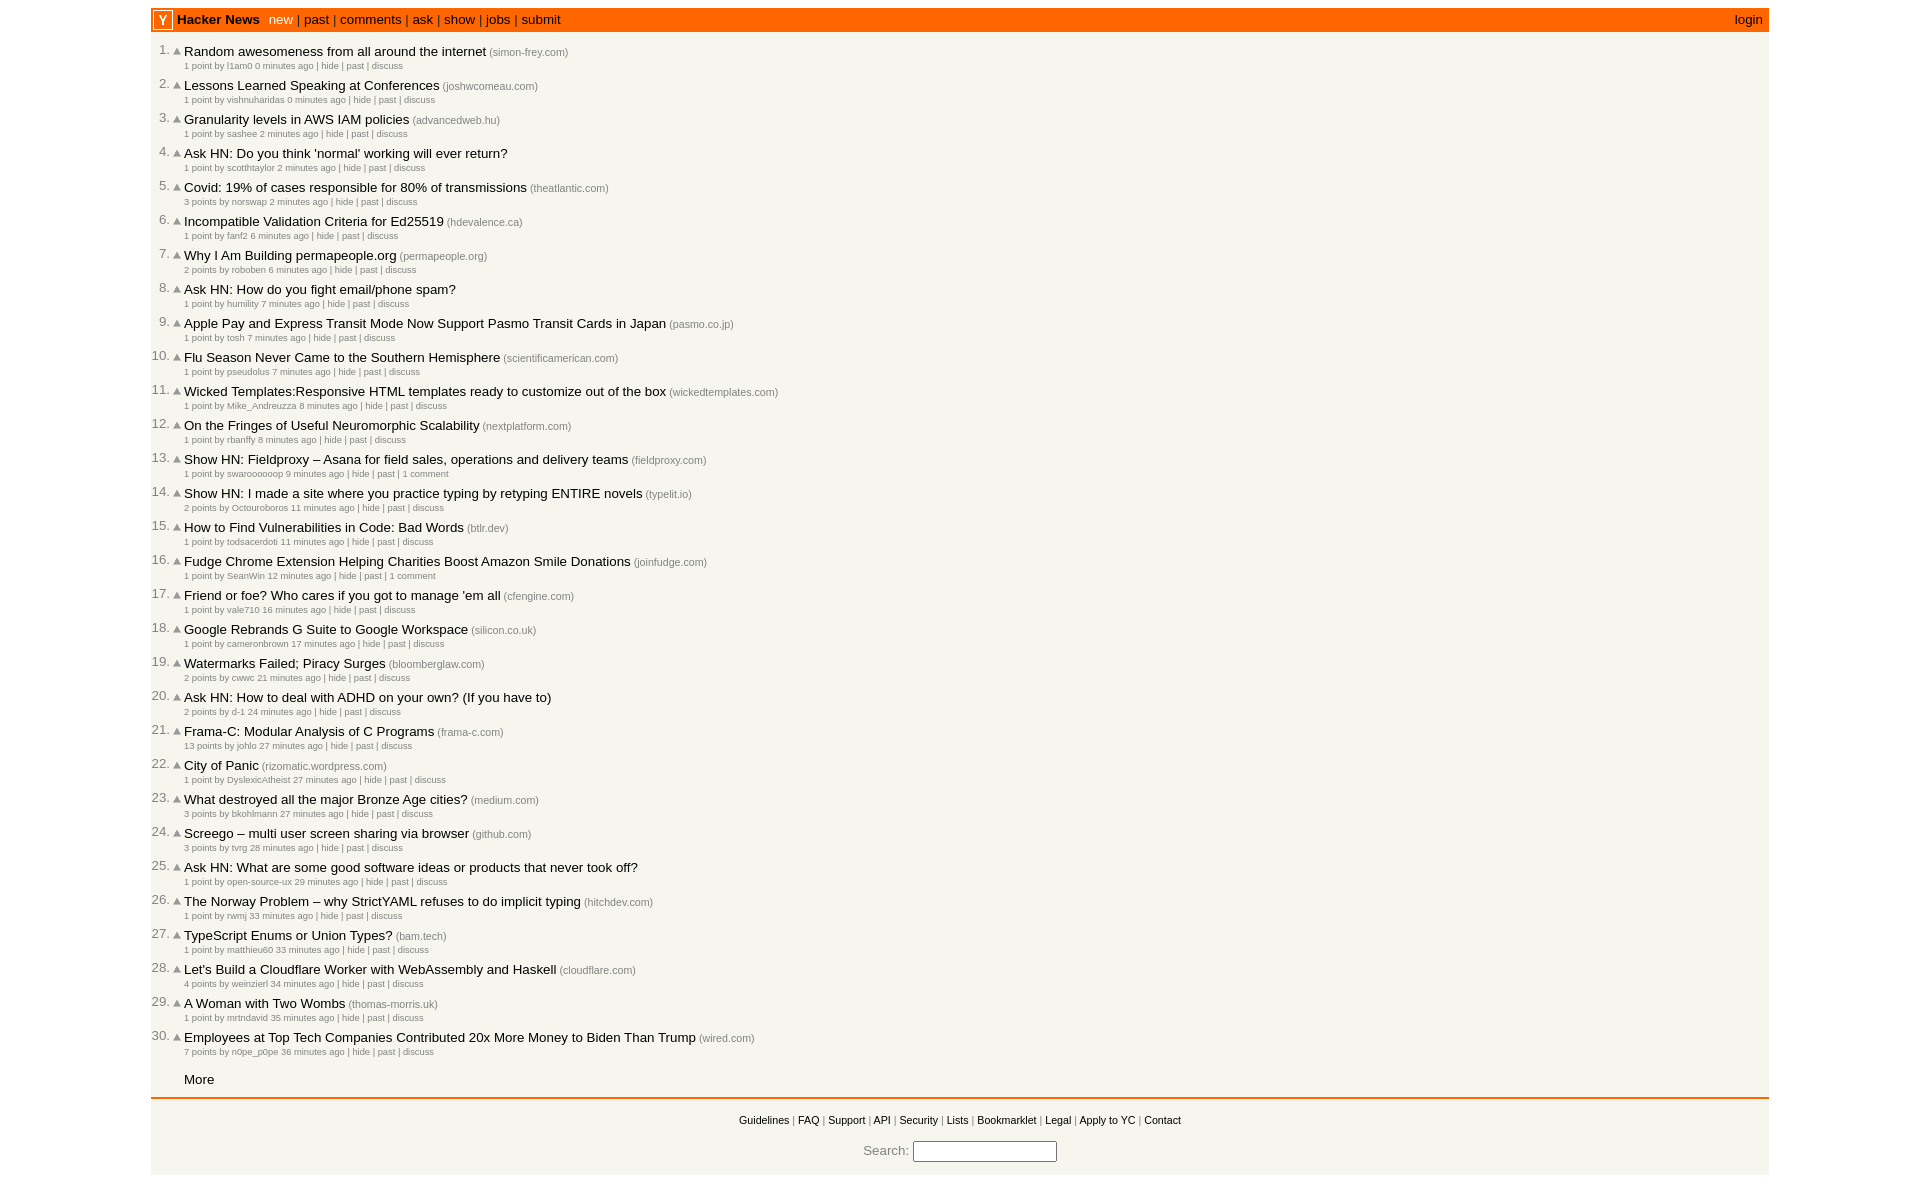 Y Hacker News new | past | comments | ask | show | jobs | submit login
1. Random awesomeness from all around the internet (simon-frey.com)
1 point by l1am0 0 minutes ago | hide | past | discuss
2. Lessons Learned Speaking at Conferences (joshwcomeau.com)
1 point by vishnuharidas 0 minutes ago | hide | past | discuss
3. Granularity levels in AWS IAM policies (advancedweb.hu)
1 point by sashee 2 minutes ago | hide | past | discuss
4. Ask HN: Do you think 'normal' working will ever return?
1 point by scotthtaylor 2 minutes ago | hide | past | discuss
5. Covid: 19% of cases responsible for 80% of transmissions (theatlantic.com)
3 points by norswap 2 minutes ago | hide | past | discuss
6. Incompatible Validation Criteria for Ed25519 (hdevalence.ca)
1 point by fanf2 6 minutes ago | hide | past | discuss
7. Why I Am Building permapeople.org (permapeople.org)
2 points by roboben 6 minutes ago | hide | past | discuss
8. Ask HN: How do you fight email/phone spam?
1 point by humility 7 minutes ago | hide | past | discuss
9. Apple Pay and Express Transit Mode Now Support Pasmo Transit Cards in Japan (pasmo.co.jp)
1 point by tosh 7 minutes ago | hide | past | discuss
10. Flu Season Never Came to the Southern Hemisphere (scientificamerican.com)
1 point by pseudolus 7 minutes ago | hide | past | discuss
11. Wicked Templates:Responsive HTML templates ready to customize out of the box (wickedtemplates.com)
1 point by Mike_Andreuzza 8 minutes ago | hide | past | discuss
12. On the Fringes of Useful Neuromorphic Scalability (nextplatform.com)
1 point by rbanffy 8 minutes ago | hide | past | discuss
13. Show HN: Fieldproxy – Asana for field sales, operations and delivery teams (fieldproxy.com)
1 point by swaroooooop 9 minutes ago | hide | past | 1 comment
14. Show HN: I made a site where you practice typing by retyping ENTIRE novels (typelit.io)
2 points by Octouroboros 11 minutes ago | hide | past | discuss
15. How to Find Vulnerabilities in Code: Bad Words (btlr.dev)
1 point by todsacerdoti 11 minutes ago | hide | past | discuss
16. Fudge Chrome Extension Helping Charities Boost Amazon Smile Donations (joinfudge.com)
1 point by SeanWin 12 minutes ago | hide | past | 1 comment
17. Friend or foe? Who cares if you got to manage 'em all (cfengine.com)
1 point by vale710 16 minutes ago | hide | past | discuss
18. Google Rebrands G Suite to Google Workspace (silicon.co.uk)
1 point by cameronbrown 17 minutes ago | hide | past | discuss
19. Watermarks Failed; Piracy Surges (bloomberglaw.com)
2 points by cwwc 21 minutes ago | hide | past | discuss
20. Ask HN: How to deal with ADHD on your own? (If you have to)
2 points by d-1 24 minutes ago | hide | past | discuss
21. Frama-C: Modular Analysis of C Programs (frama-c.com)
13 points by johlo 27 minutes ago | hide | past | discuss
22. City of Panic (rizomatic.wordpress.com)
1 point by DyslexicAtheist 27 minutes ago | hide | past | discuss
23. What destroyed all the major Bronze Age cities? (medium.com)
3 points by bkohlmann 27 minutes ago | hide | past | discuss
24. Screego – multi user screen sharing via browser (github.com)
3 points by tvrg 28 minutes ago | hide | past | discuss
25. Ask HN: What are some good software ideas or products that never took off?
1 point by open-source-ux 29 minutes ago | hide | past | discuss
26. The Norway Problem – why StrictYAML refuses to do implicit typing (hitchdev.com)
1 point by rwmj 33 minutes ago | hide | past | discuss
27. TypeScript Enums or Union Types? (bam.tech)
1 point by matthieu60 33 minutes ago | hide | past | discuss
28. Let's Build a Cloudflare Worker with WebAssembly and Haskell (cloudflare.com)
4 points by weinzierl 34 minutes ago | hide | past | discuss
29. A Woman with Two Wombs (thomas-morris.uk)
1 point by mrtndavid 35 minutes ago | hide | past | discuss
30. Employees at Top Tech Companies Contributed 20x More Money to Biden Than Trump (wired.com)
7 points by n0pe_p0pe 36 minutes ago | hide | past | discuss
More
Guidelines | FAQ | Support | API | Security | Lists | Bookmarklet | Legal | Apply to YC | Contact
Search: